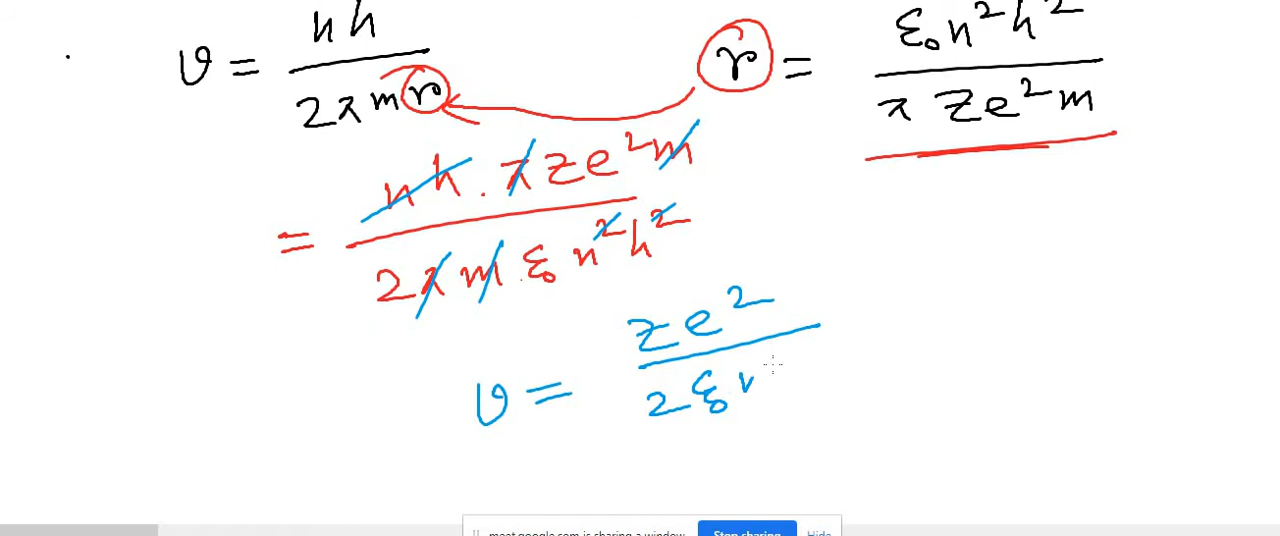 υ = nh / 2πmr    r = ε₀n²h² / πZe²m
= nh . πze²m / 2πm ε₀ n²h²
υ = ze² / 2ε₀
meet.google.com is sharing a window. Stop sharing Hide